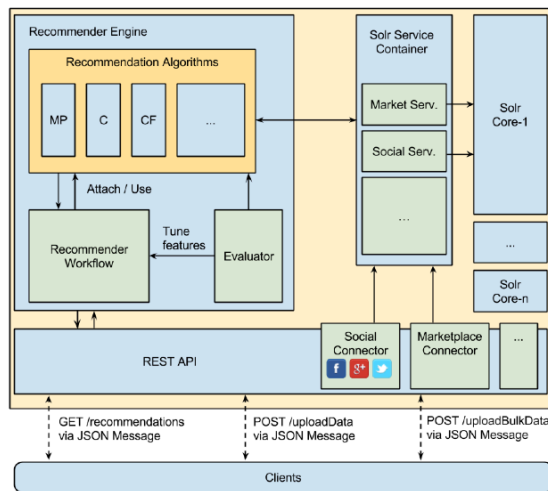 Recommender Engine
Recommendation Algorithms
MP
C
CF
...
Attach / Use
Recommender
Workflow
Tune
features
Evaluator
Solr Service
Container
Market Serv.
Social Serv.
...
Solr
Core-1
...
Solr
Core-n
REST API
Social
Connector
f
g+
Marketplace
Connector
...
GET /recommendations
via JSON Message
POST /uploadData
via JSON Message
POST /uploadBulkData
via JSON Message
Clients